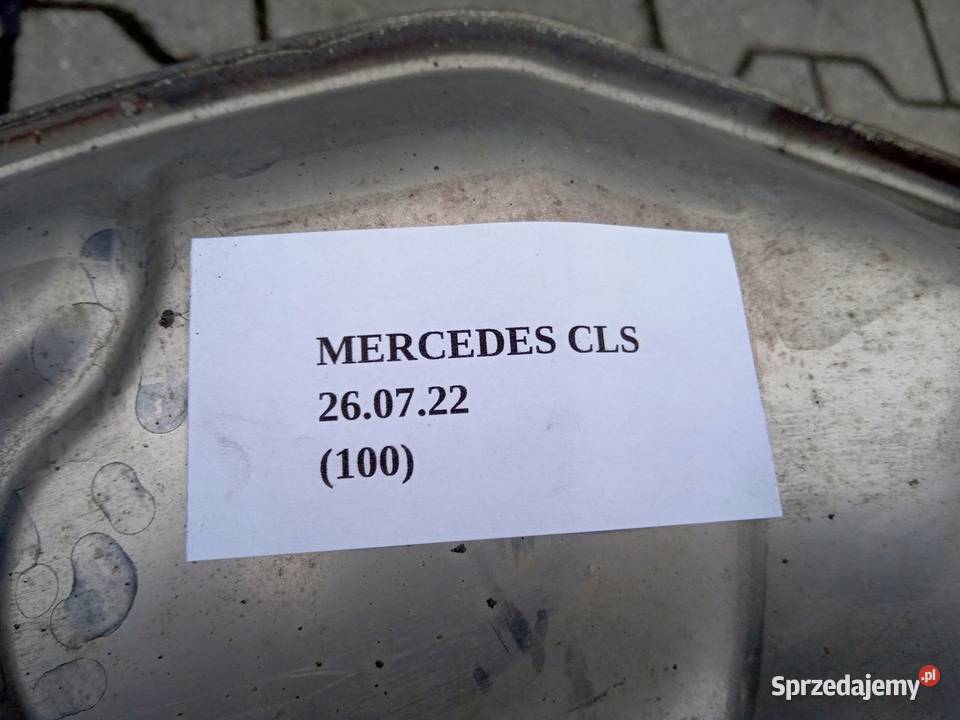 MERCEDES CLS
26.07.22
(100)
Sprzedajemy.pl